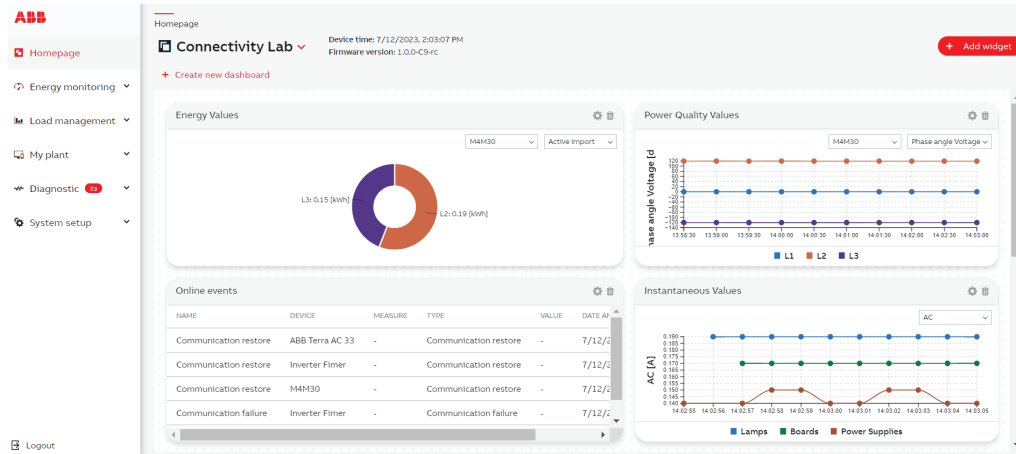 ABB
Homepage
Energy monitoring
Load management
My plant
Diagnostic
System setup
Logout
Homepage
Connectivity Lab
Device time: 7/12/2023, 2:03:07 PM
Firmware version: 1.0.0-C9-rc
+ Add widget
+ Create new dashboard
Energy Values
M4M30 Active Import
L3: 0.15 [kWh]
L2: 0.19 [kWh]
Power Quality Values
M4M30 Phase angle Voltage
hase angle Voltage [d
120
80
60
40
20
0
-20
-40
-60
-80
-120
-140
13:58:30 13:59:00 13:59:30 14:00:00 14:00:30 14:01:00 14:01:30 14:02:00 14:02:30 14:03:00
L1 L2 L3
Online events
NAME DEVICE MEASURE TYPE VALUE DATE AN
Communication restore ABB Terra AC 33 - Communication restore - 7/12/2
Communication restore Inverter Fimer - Communication restore - 7/12/2
Communication restore M4M30 - Communication restore - 7/12/2
Communication failure Inverter Fimer - Communication failure - 7/12/2
Instantaneous Values
AC
AC [A]
0.190
0.185
0.180
0.175
0.170
0.165
0.160
0.155
0.150
0.145
0.140
14:02:55 14:02:56 14:02:57 14:02:58 14:02:59 14:03:00 14:03:01 14:03:02 14:03:03 14:03:04 14:03:05
Lamps Boards Power Supplies